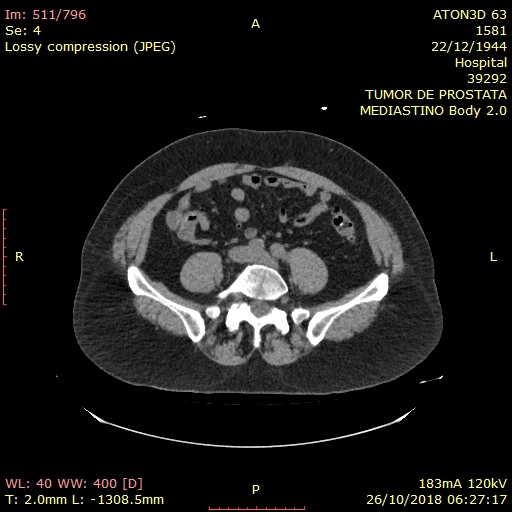 Im: 511/796
Se: 4
Lossy compression (JPEG)
A
ATON3D 63
1581
22/12/1944
Hospital
39292
TUMOR DE PROSTATA
MEDIASTINO Body 2.0
R
L
WL: 40 WW: 400 [D]
T: 2.0mm L: -1308.5mm
P
183mA 120kV
26/10/2018 06:27:17